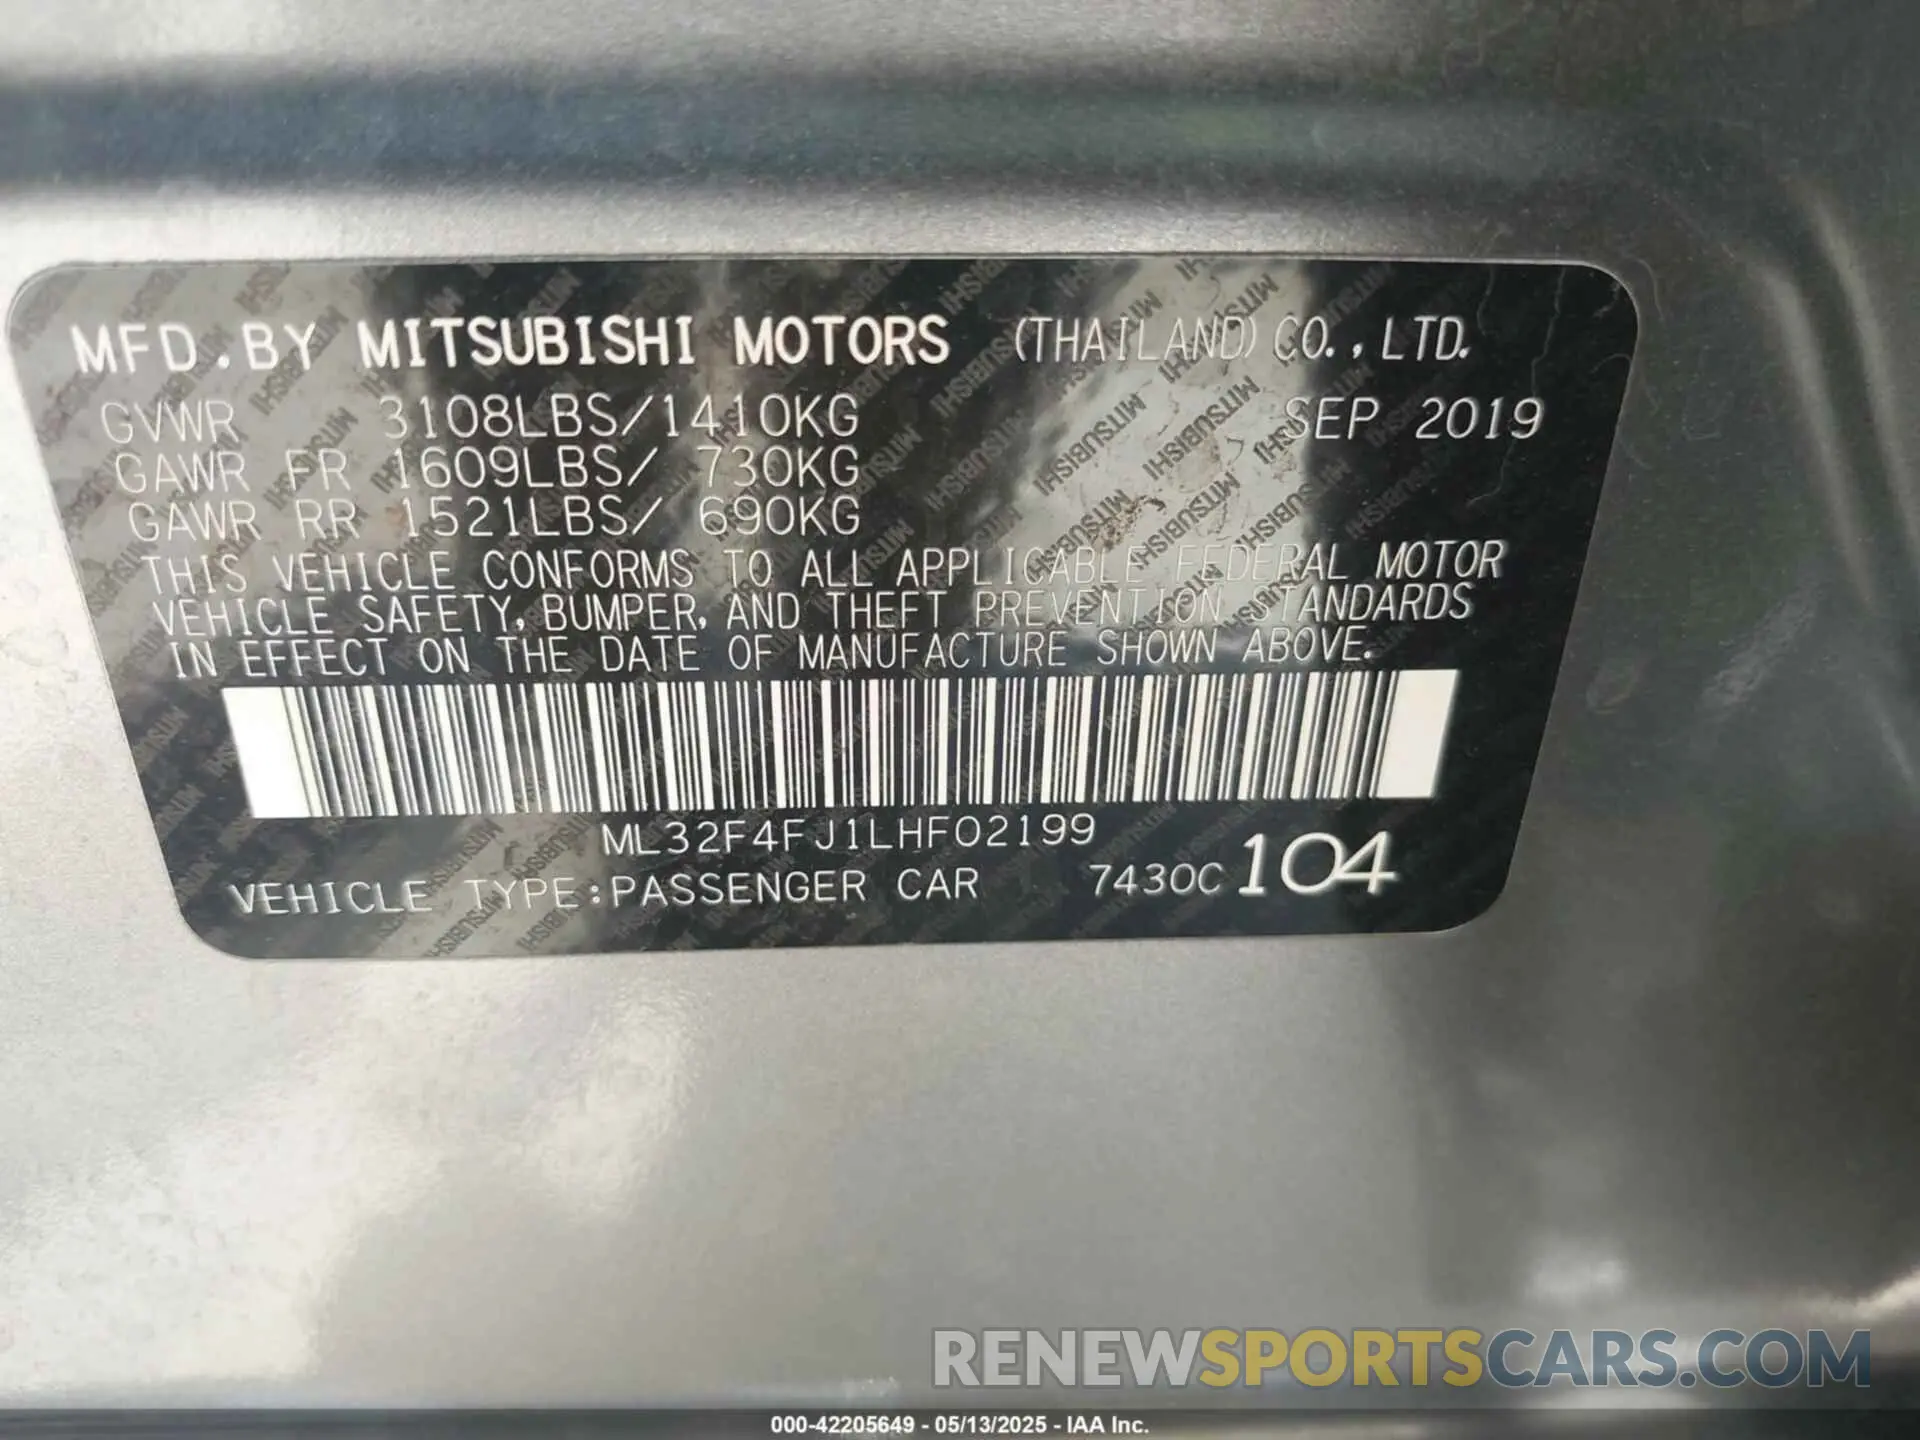 MFD.BY MITSUBISHI MOTORS (THAILAND)CO.,LTD.
GVWR 3108LBS/1410KG SEP 2019
GAWR FR 1609LBS/ 730KG
GAWR RR 1521LBS/ 690KG
THIS VEHICLE CONFORMS TO ALL APPLICABLE FEDERAL MOTOR
VEHICLE SAFETY, BUMPER, AND THEFT PREVENTION STANDARDS
IN EFFECT ON THE DATE OF MANUFACTURE SHOWN ABOVE.
ML32F4FJ1LHF02199
VEHICLE TYPE:PASSENGER CAR 7430C 104
RENEWSPORTSCARS.COM
000-42205649 - 05/13/2025 - IAA Inc.